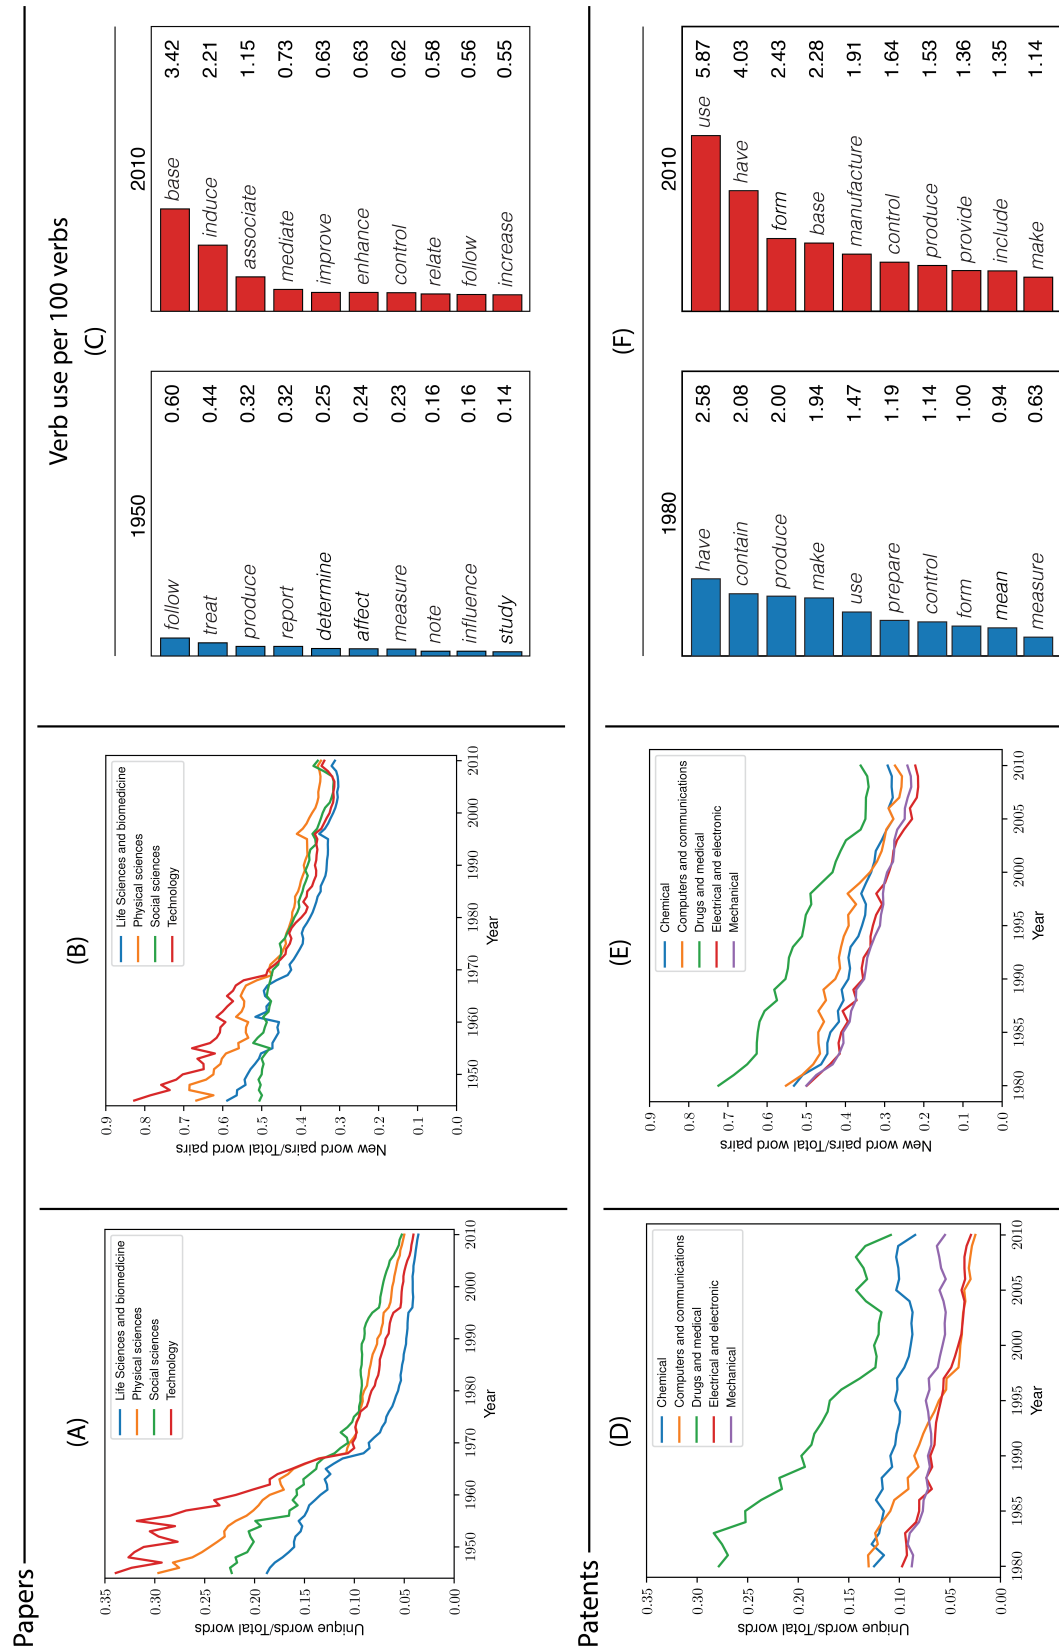 Papers
(A)
Unique words/Total words
0.35
0.30
0.25
0.20
0.15
0.10
0.05
0.00
Life Sciences and biomedicine
Physical sciences
Social sciences
Technology
1950
1960
1970
1980
1990
2000
2010
Year
(B)
New word pairs/Total word pairs
0.9
0.8
0.7
0.6
0.5
0.4
0.3
0.2
0.1
0.0
Life Sciences and biomedicine
Physical sciences
Social sciences
Technology
1950
1960
1970
1980
1990
2000
2010
Year
Verb use per 100 verbs
(C)
1950
follow 0.60
treat 0.44
produce 0.32
report 0.32
determine 0.25
affect 0.24
measure 0.23
note 0.16
influence 0.16
study 0.14
2010
base 3.42
induce 2.21
associate 1.15
mediate 0.73
improve 0.63
enhance 0.63
control 0.62
relate 0.58
follow 0.56
increase 0.55
Patents
(D)
Unique words/Total words
0.35
0.30
0.25
0.20
0.15
0.10
0.05
0.00
Chemical
Computers and communications
Drugs and medical
Electrical and electronic
Mechanical
1980
1985
1990
1995
2000
2005
2010
Year
(E)
New word pairs/Total word pairs
0.9
0.8
0.7
0.6
0.5
0.4
0.3
0.2
0.1
0.0
Chemical
Computers and communications
Drugs and medical
Electrical and electronic
Mechanical
1980
1985
1990
1995
2000
2005
2010
Year
(F)
1980
have 2.58
contain 2.08
produce 2.00
make 1.94
use 1.47
prepare 1.19
control 1.14
form 1.00
mean 0.94
measure 0.63
2010
use 5.87
have 4.03
form 2.43
base 2.28
manufacture 1.91
control 1.64
produce 1.53
provide 1.36
include 1.35
make 1.14